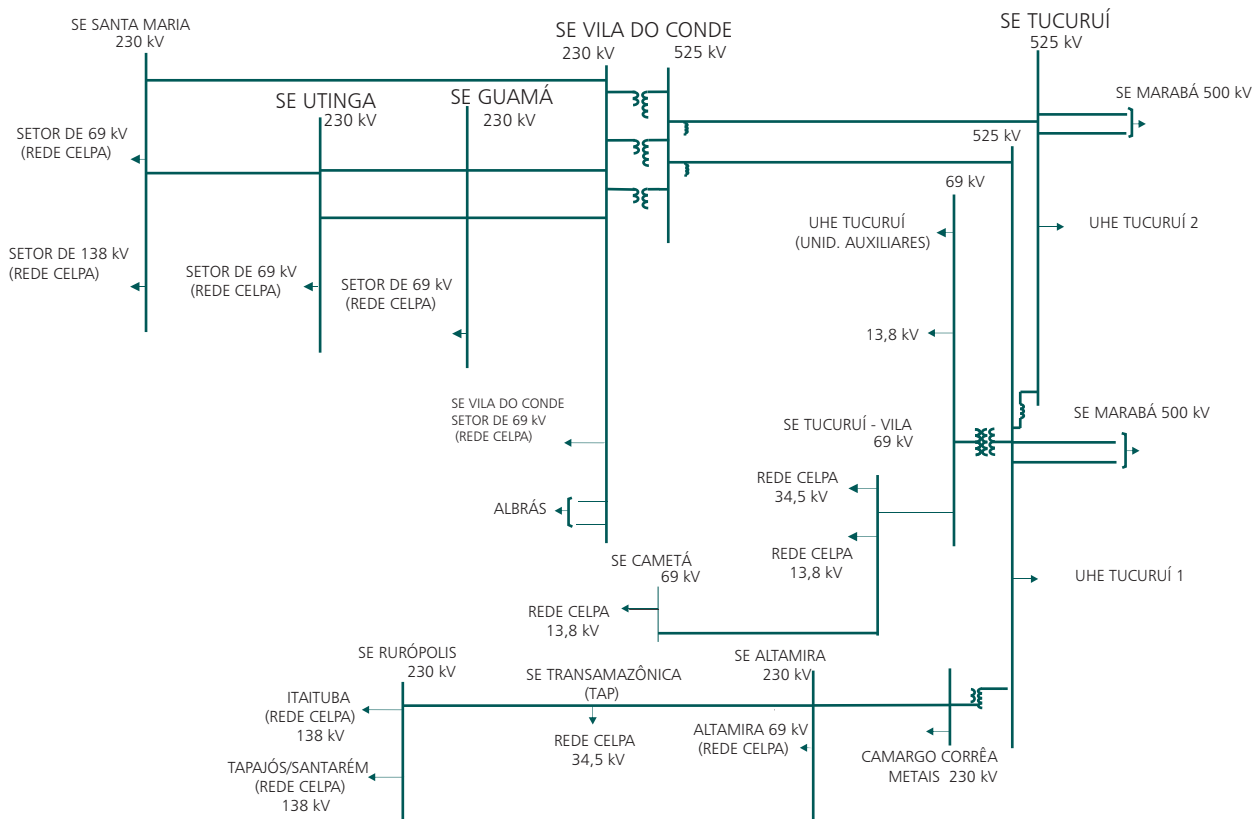 SE SANTA MARIA
230 kV
SE UTINGA
230 kV
SE GUAMÁ
230 kV
SE VILA DO CONDE
230 kV
525 kV
SE TUCURUÍ
525 kV
SE MARABÁ 500 kV
525 kV
SETOR DE 69 kV
(REDE CELPA)
69 kV
UHE TUCURUÍ
(UNID. AUXILIARES)
UHE TUCURUÍ 2
SETOR DE 138 kV
(REDE CELPA)
SETOR DE 69 kV
(REDE CELPA)
SETOR DE 69 kV
(REDE CELPA)
13,8 kV
SE VILA DO CONDE
SETOR DE 69 kV
(REDE CELPA)
SE TUCURUÍ - VILA
69 kV
SE MARABÁ 500 kV
REDE CELPA
34,5 kV
ALBRÁS
REDE CELPA
13,8 kV
SE CAMETÁ
69 kV
UHE TUCURUÍ 1
REDE CELPA
13,8 kV
SE RURÓPOLIS
230 kV
SE TRANSAMAZÔNICA
(TAP)
SE ALTAMIRA
230 kV
ITAITUBA
(REDE CELPA)
138 kV
REDE CELPA
34,5 kV
ALTAMIRA 69 kV
(REDE CELPA)
CAMARGO CORRÊA
METAIS 230 kV
TAPAJÓS/SANTARÉM
(REDE CELPA)
138 kV